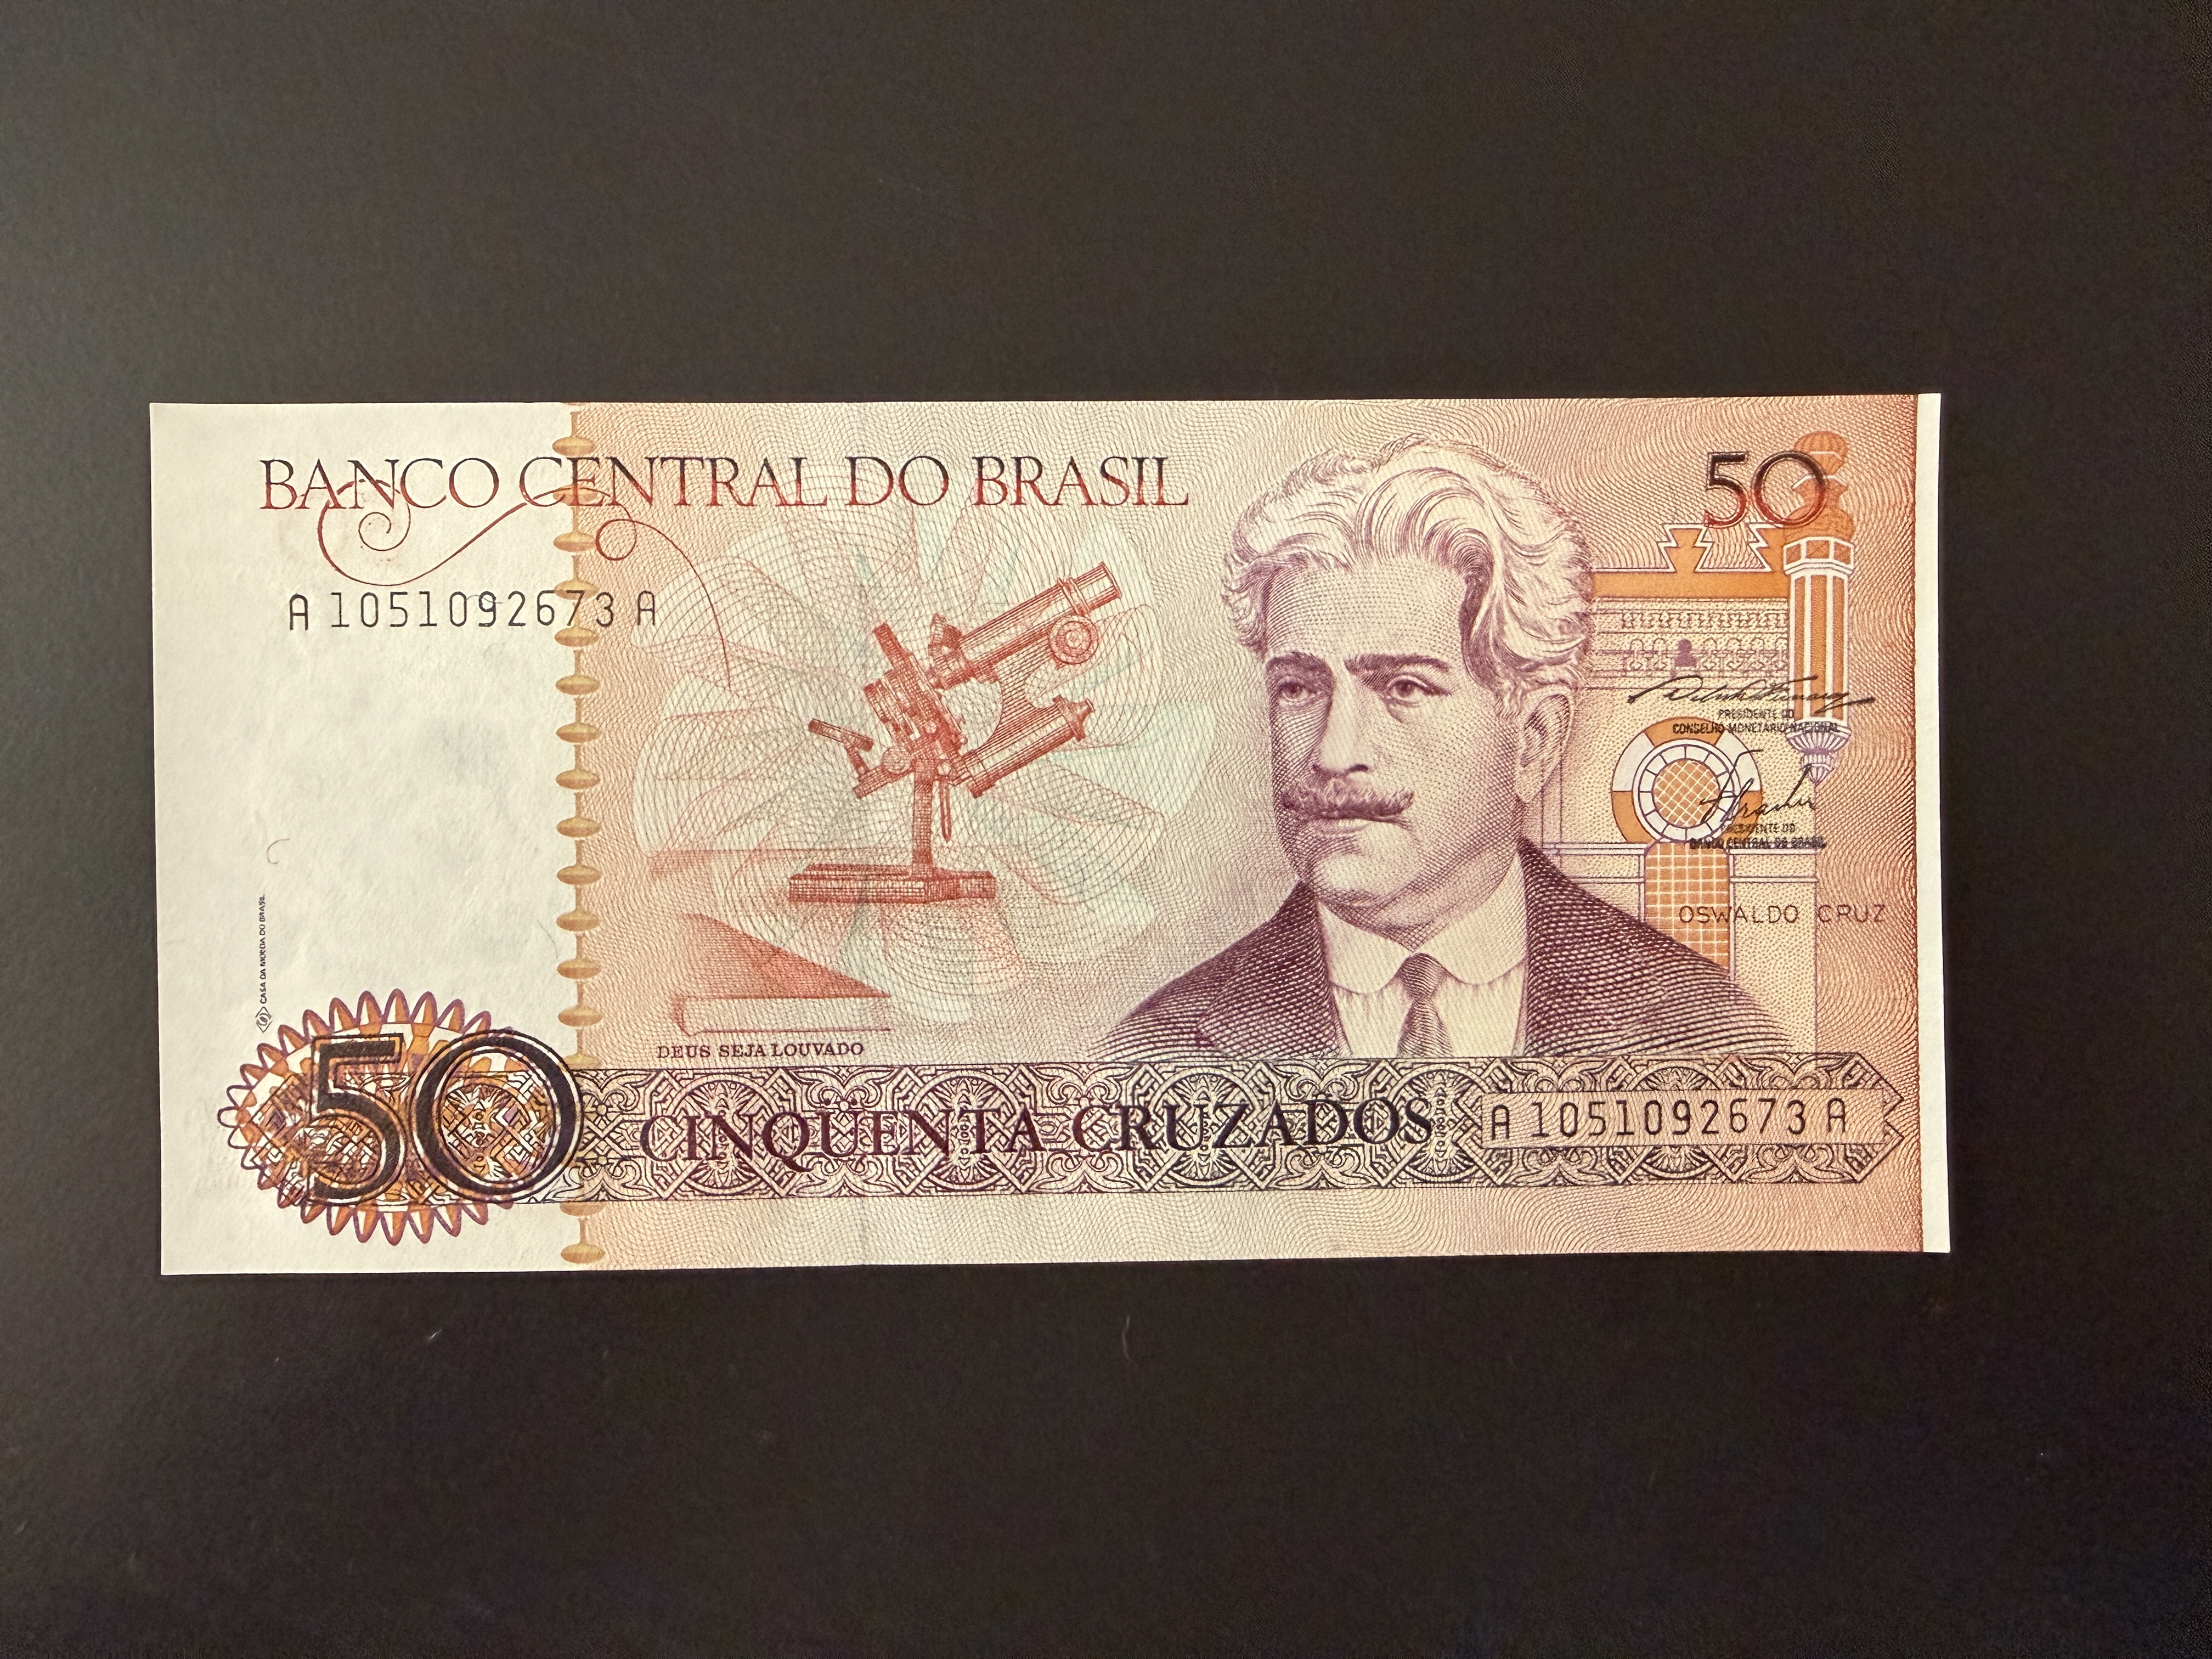 BANCO CENTRAL DO BRASIL
50
A 1051092673 A
PRESIDENTE DO
CONSELHO MONETÁRIO NACIONAL
PRESIDENTE DO
BANCO CENTRAL DO BRASIL
OSWALDO CRUZ
CASA DA MOEDA DO BRASIL
DEUS SEJA LOUVADO
50
CINQÜENTA CRUZADOS
A 1051092673 A